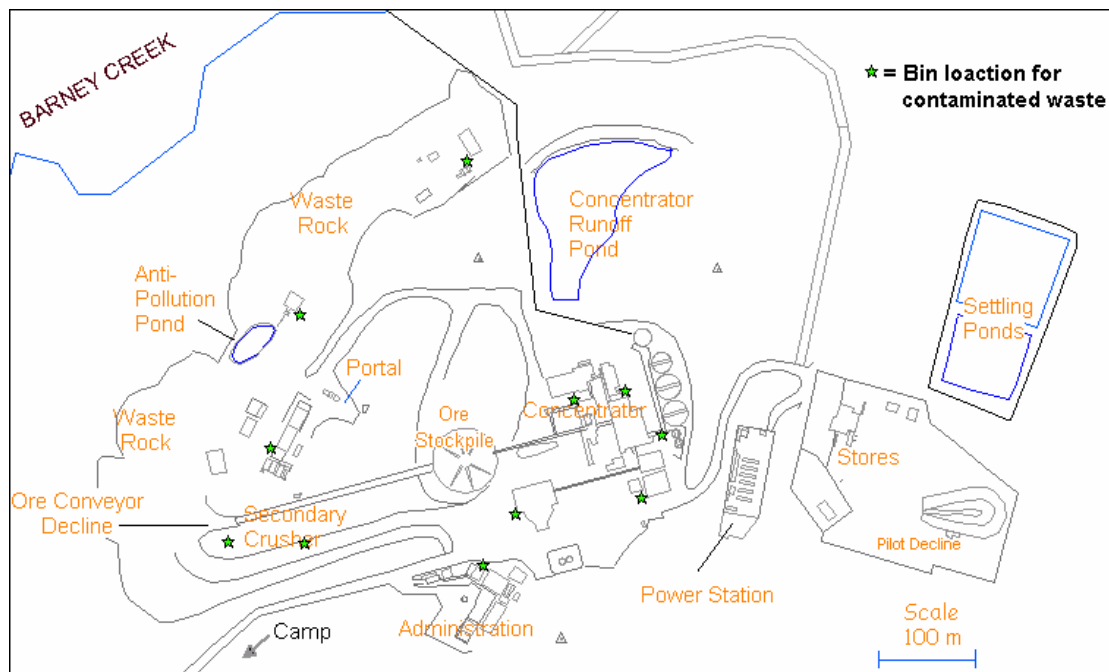 BARNEY CREEK
★ = Bin loaction for
contaminated waste
Waste
Rock
Concentrator
Runoff
Pond
Anti-
Pollution
Pond
Settling
Ponds
Portal
Waste
Rock
Ore
Stockpile
Concentrator
Stores
Ore Conveyor
Decline
Secondary
Crusher
Pilot Decline
Power Station
Administration
Camp
Scale
100 m